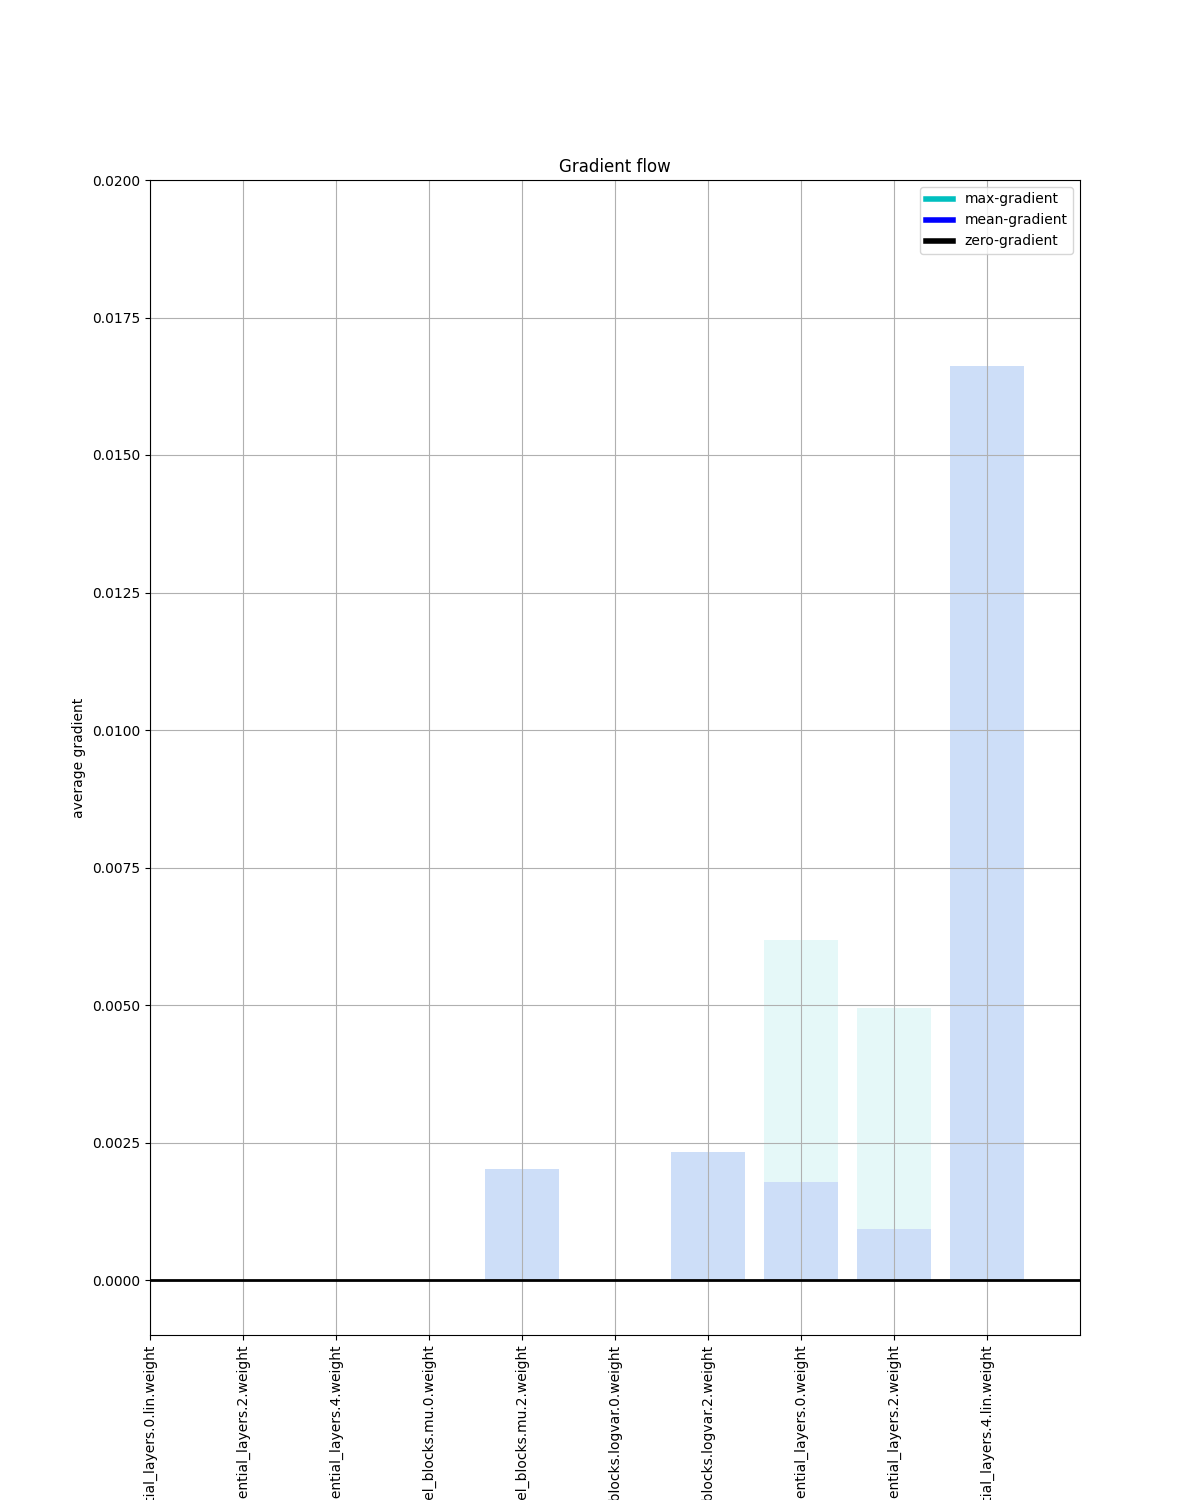 Gradient flow
max-gradient
mean-gradient
zero-gradient
average gradient
0.0200
0.0175
0.0150
0.0125
0.0100
0.0075
0.0050
0.0025
0.0000
tial_layers.0.lin.weight
ential_layers.2.weight
ential_layers.4.weight
el_blocks.mu.0.weight
el_blocks.mu.2.weight
blocks.logvar.0.weight
blocks.logvar.2.weight
ential_layers.0.weight
ential_layers.2.weight
tial_layers.4.lin.weight